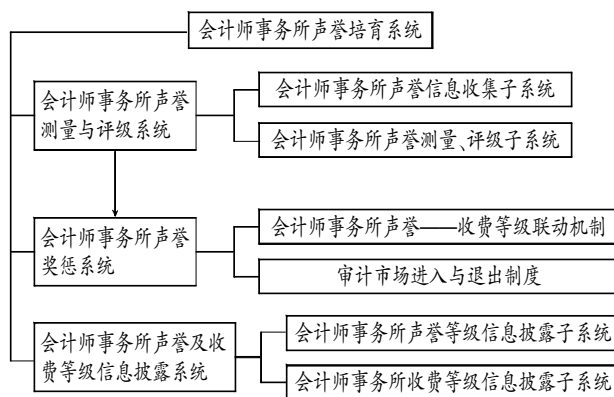 会计师事务所声誉培育系统
会计师事务所声誉
测量与评级系统
会计师事务所声誉信息收集子系统
会计师事务所声誉测量、评级子系统
会计师事务所声誉
奖惩系统
会计师事务所声誉——收费等级联动机制
审计市场进入与退出制度
会计师事务所声誉及收
费等级信息披露系统
会计师事务所声誉等级信息披露子系统
会计师事务所收费等级信息披露子系统